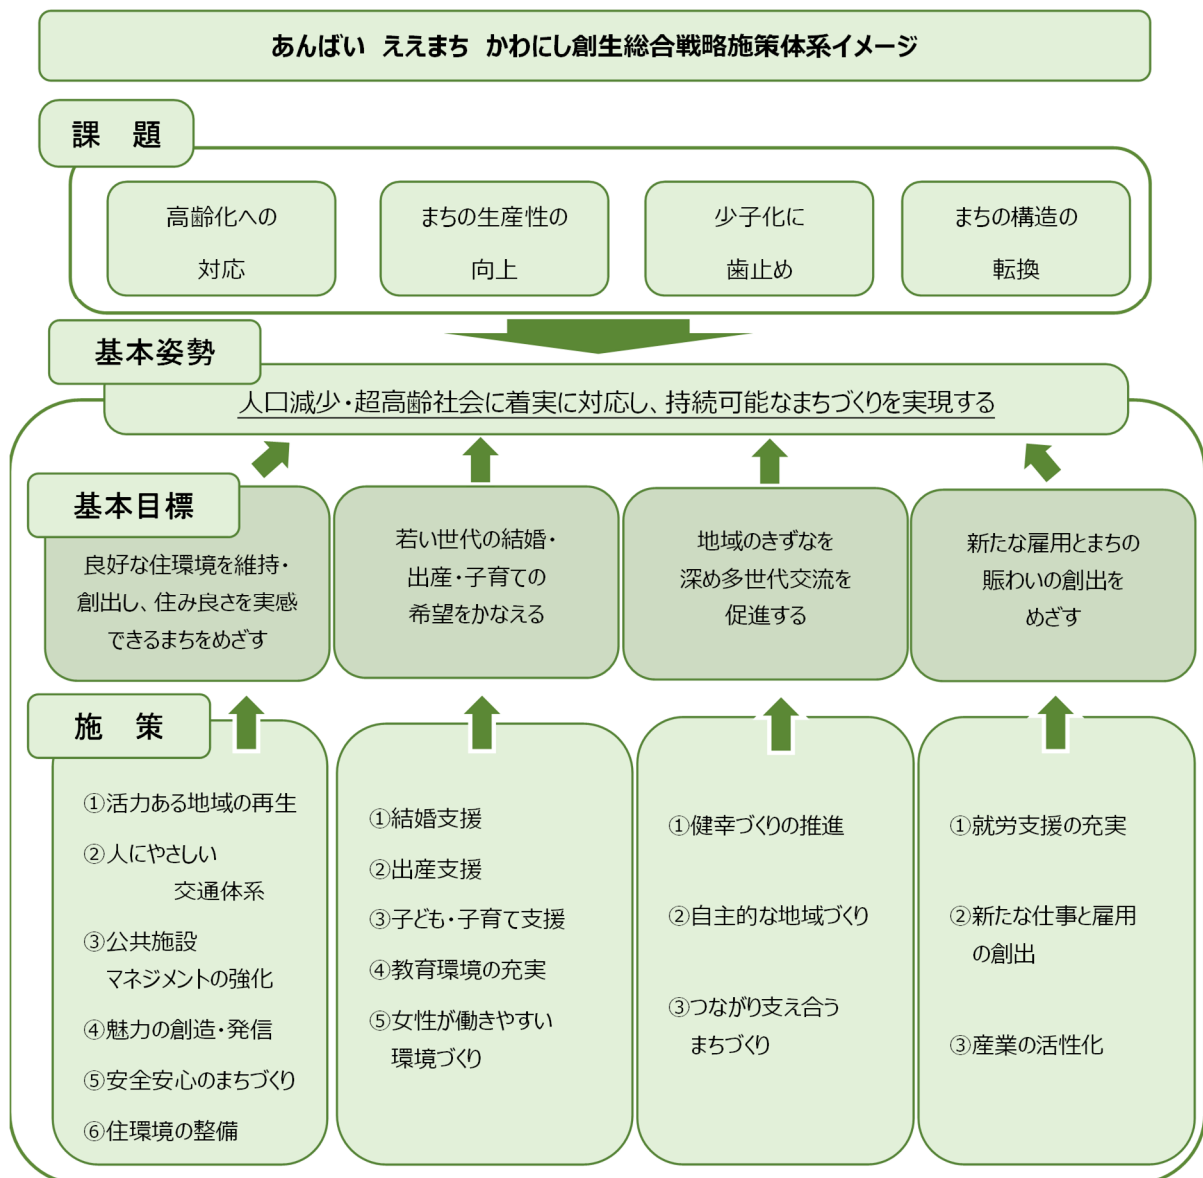 あんばい ええまち かわにし創生総合戦略施策体系イメージ
課 題
高齢化への
対応
まちの生産性の
向上
少子化に
歯止め
まちの構造の
転換
基本姿勢
人口減少・超高齢社会に着実に対応し、持続可能なまちづくりを実現する
基本目標
良好な住環境を維持・
創出し、住み良さを実感
できるまちをめざす
若い世代の結婚・
出産・子育ての
希望をかなえる
地域のきずなを
深め多世代交流を
促進する
新たな雇用とまちの
賑わいの創出を
めざす
施 策
①活力ある地域の再生
②人にやさしい
交通体系
③公共施設
マネジメントの強化
④魅力の創造・発信
⑤安全安心のまちづくり
⑥住環境の整備
①結婚支援
②出産支援
③子ども・子育て支援
④教育環境の充実
⑤女性が働きやすい
環境づくり
①健幸づくりの推進
②自主的な地域づくり
③つながり支え合う
まちづくり
①就労支援の充実
②新たな仕事と雇用
の創出
③産業の活性化